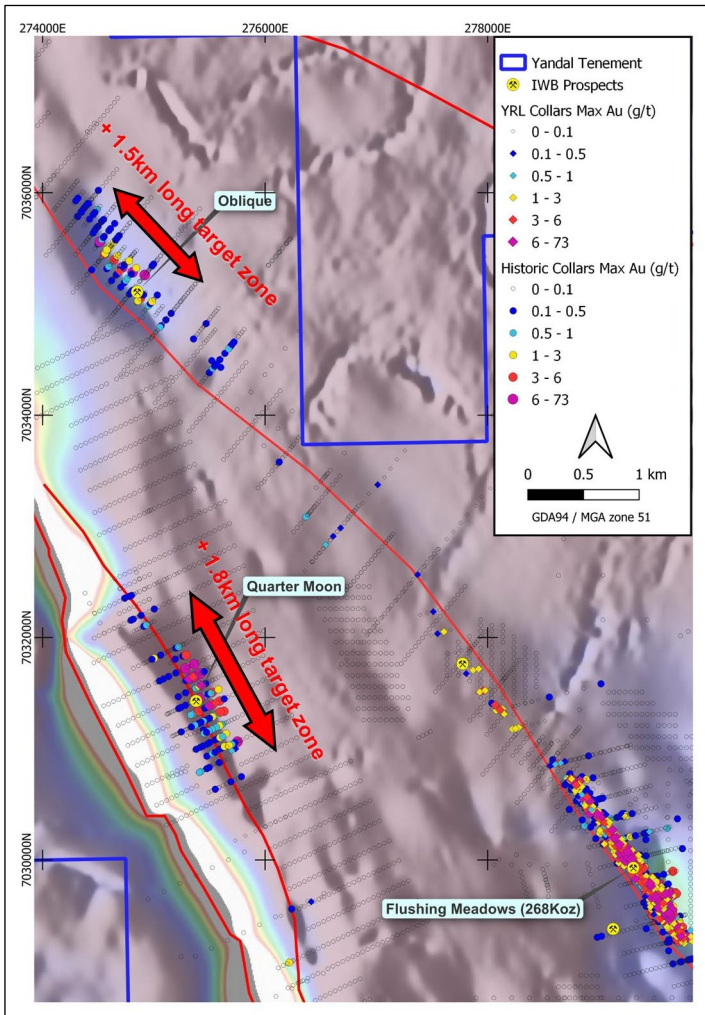 274000E
276000E
278000E
Yandal Tenement
IWB Prospects
YRL Collars Max Au (g/t)
0 - 0.1
0.1 - 0.5
0.5 - 1
1 - 3
3 - 6
6 - 73
Historic Collars Max Au (g/t)
0 - 0.1
0.1 - 0.5
0.5 - 1
1 - 3
3 - 6
6 - 73
0 0.5 1 km
GDA94 / MGA zone 51
7036000N
+ 1.5km long target zone
Oblique
7034000N
+ 1.8km long target zone
Quarter Moon
7032000N
7030000N
Flushing Meadows (268Koz)